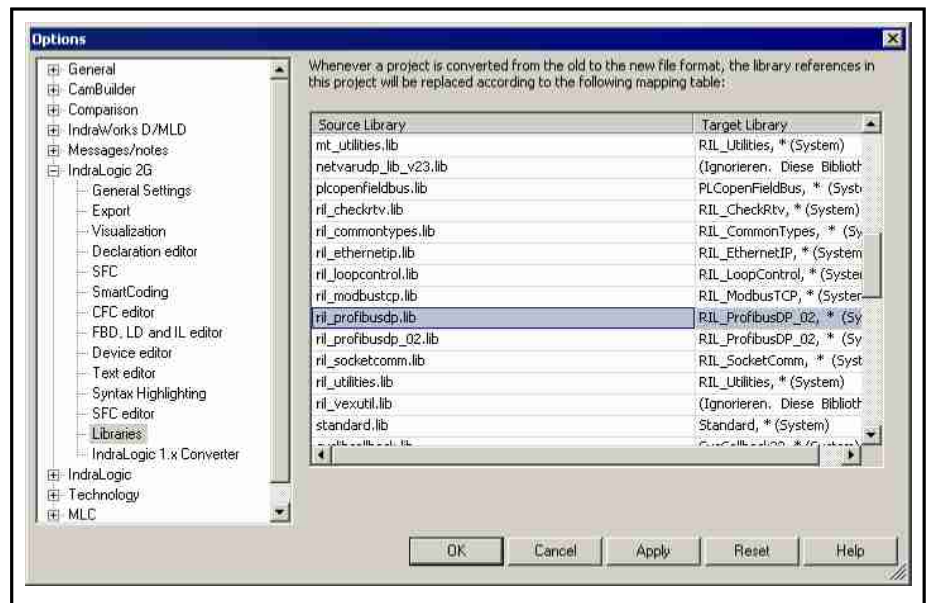 Options
General
CamBuilder
Comparison
IndraWorks D/MLD
Messages/notes
IndraLogic 2G
General Settings
Export
Visualization
Declaration editor
SFC
SmartCoding
CFC editor
FBD, LD and IL editor
Device editor
Text editor
Syntax Highlighting
SFC editor
Libraries
IndraLogic 1.x Converter
IndraLogic
Technology
MLC
Whenever a project is converted from the old to the new file format, the library references in
this project will be replaced according to the following mapping table:
Source Library Target Library
mt_utilities.lib RIL_Utilities, * (System)
netvarudp_lib_v23.lib (Ignorieren. Diese Biblioth
plcopenfieldbus.lib PLCopenFieldBus, * (Syst
ril_checkrtv.lib RIL_CheckRtv, * (System)
ril_commontypes.lib RIL_CommonTypes, * (Sy
ril_ethernetip.lib RIL_EthernetIP, * (System
ril_loopcontrol.lib RIL_LoopControl, * (System
ril_modbustcp.lib RIL_ModbusTCP, * (System
ril_profibusdp.lib RIL_ProfibusDP_02, * (Sy
ril_profibusdp_02.lib RIL_ProfibusDP_02, * (Sy
ril_socketcomm.lib RIL_SocketComm, * (Syst
ril_utilities.lib RIL_Utilities, * (System)
ril_vexutil.lib (Ignorieren. Diese Biblioth
standard.lib Standard, * (System)
OK Cancel Apply Reset Help